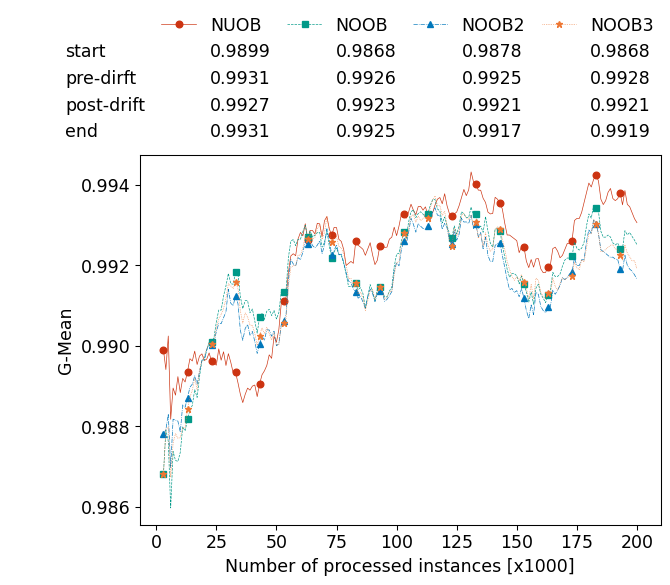 NUOB NOOB NOOB2 NOOB3
start 0.9899 0.9868 0.9878 0.9868
pre-dirft 0.9931 0.9926 0.9925 0.9928
post-drift 0.9927 0.9923 0.9921 0.9921
end 0.9931 0.9925 0.9917 0.9919
G-Mean
0.994
0.992
0.990
0.988
0.986
0 25 50 75 100 125 150 175 200
Number of processed instances [x1000]